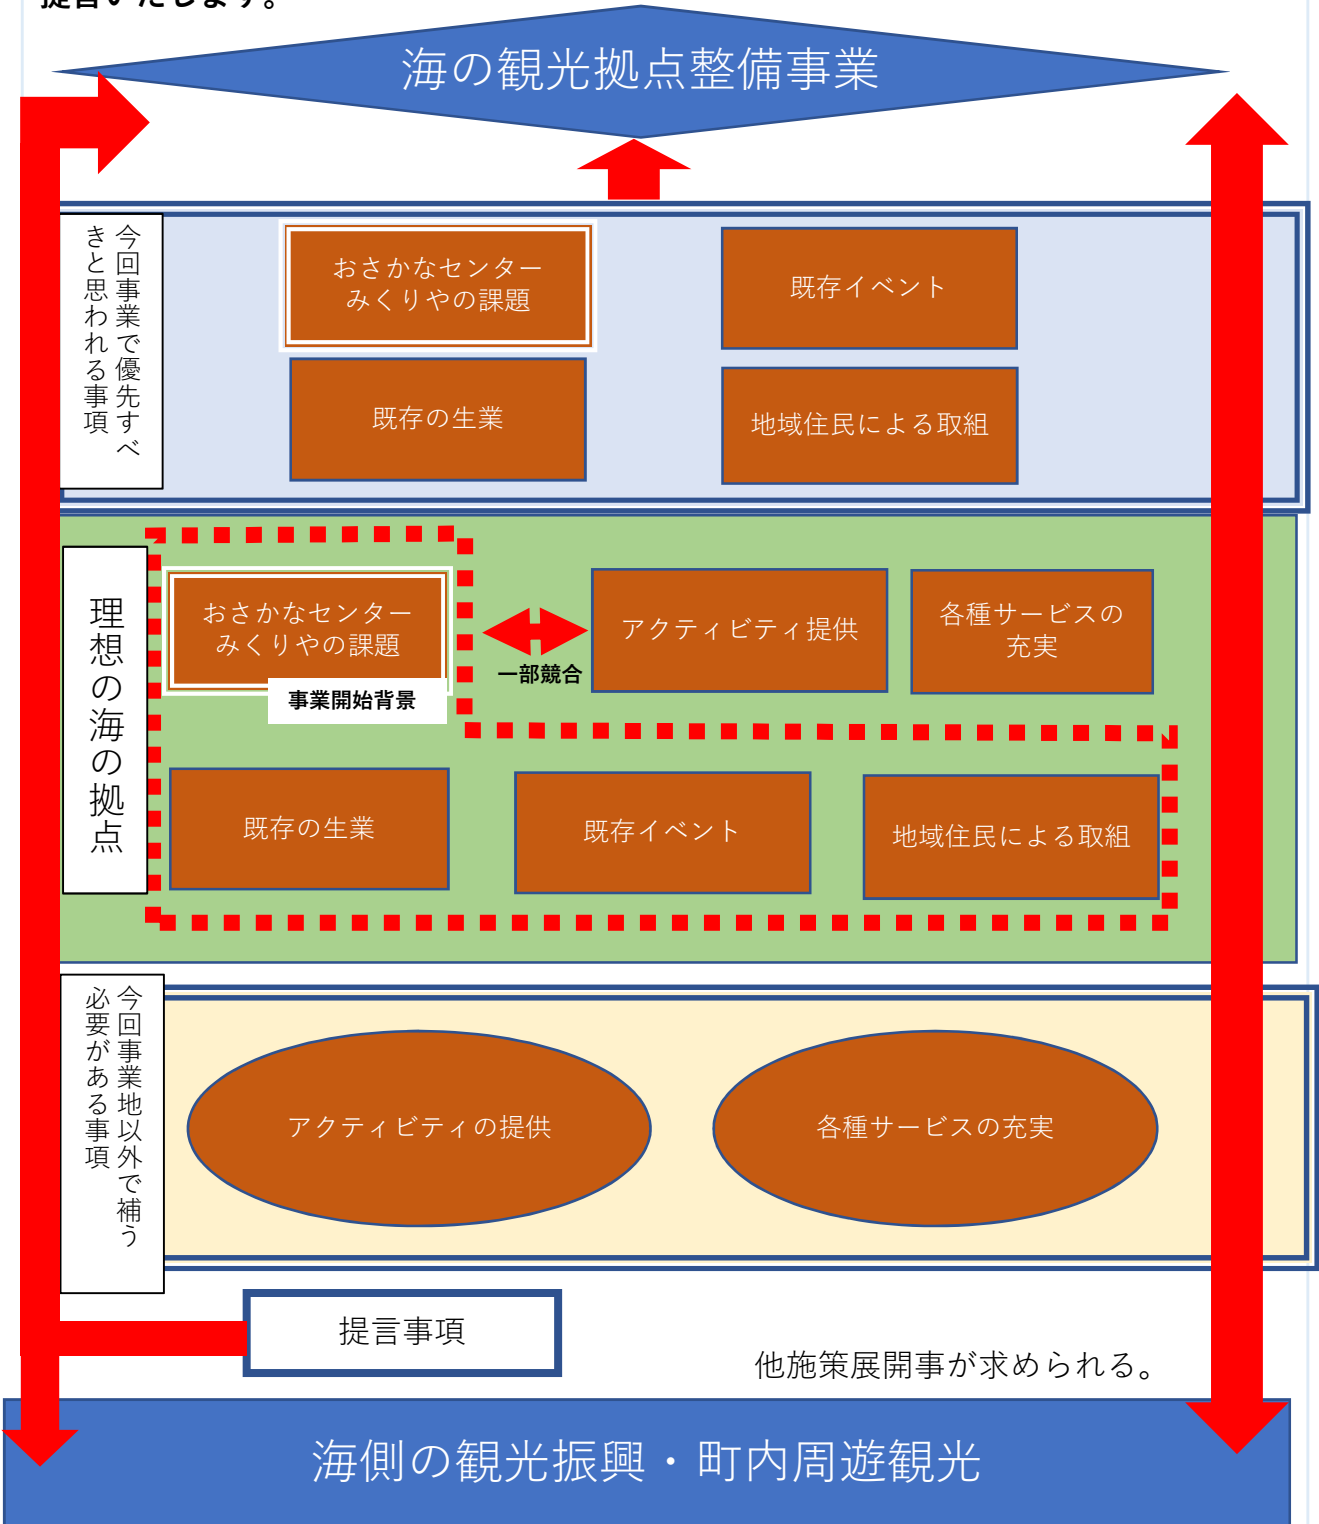 提言いたします。
海の観光拠点整備事業
今回事業で優先すべ
きと思われる事項
おさかなセンター
みくりやの課題
既存イベント
既存の生業
地域住民による取組
理想の海の拠点
おさかなセンター
みくりやの課題
事業開始背景
一部競合
アクティビティ提供
各種サービスの
充実
既存の生業
既存イベント
地域住民による取組
今回事業地以外で補う
必要がある事項
アクティビティの提供
各種サービスの充実
提言事項
他施策展開事が求められる。
海側の観光振興・町内周遊観光